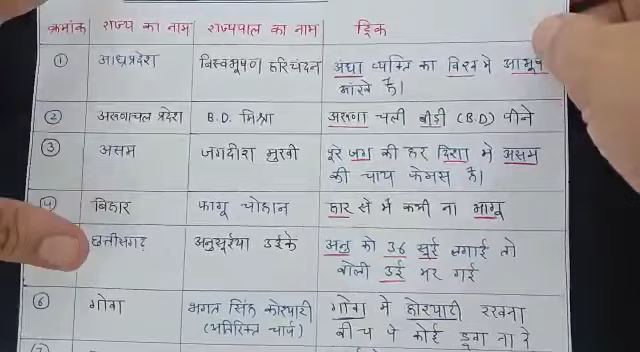 क्रमांक राज्य का नाम राज्यपाल का नाम ट्रिक
① आंध्रप्रदेश बिस्वभूषण हरिचंदन अंधा व्यक्ति का विश्व में आभूष
मांरखे है।
② अरुणाचल प्रदेश B.D. मिश्रा अरुणा चली बीड़ी (B.D) पीने
③ असम जगदीश मुखी पूरे जग की हर दिशा में असम
की चाय फेमस है।
④ बिहार फागू चौहान हार से मैं कभी ना भागू
छत्तीसगढ़ अनुसूईया उईके अनु को 36 सुई लगाई तो
बोली उई मर गई
⑥ गोवा भगत सिंह कोश्यारी गोवा में होश्यारी रखना
(अतिरिक्त चार्ज) बीच पे कोई डूबा ना दे